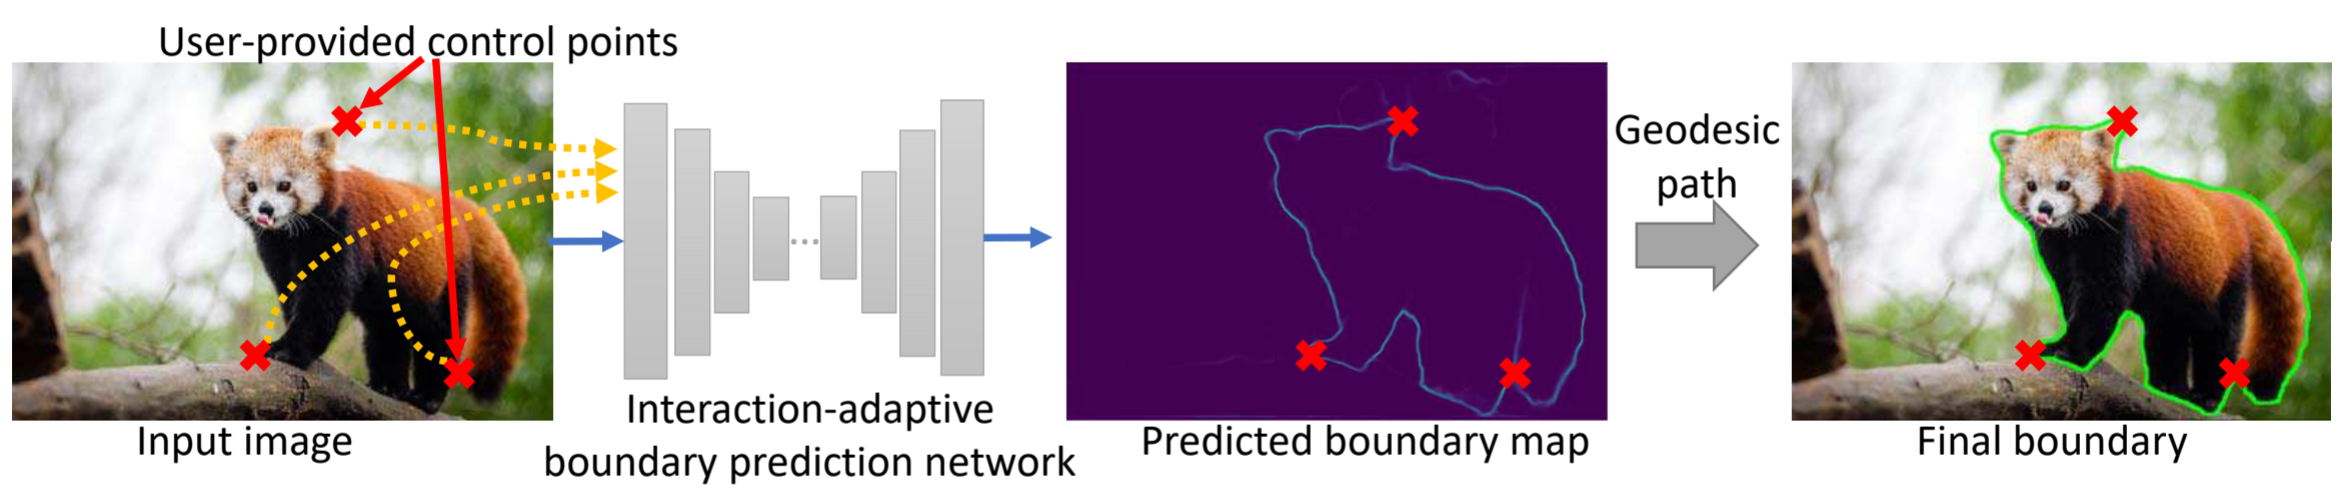 User-provided control points
Input image
Interaction-adaptive
boundary prediction network
Predicted boundary map
Geodesic
path
Final boundary